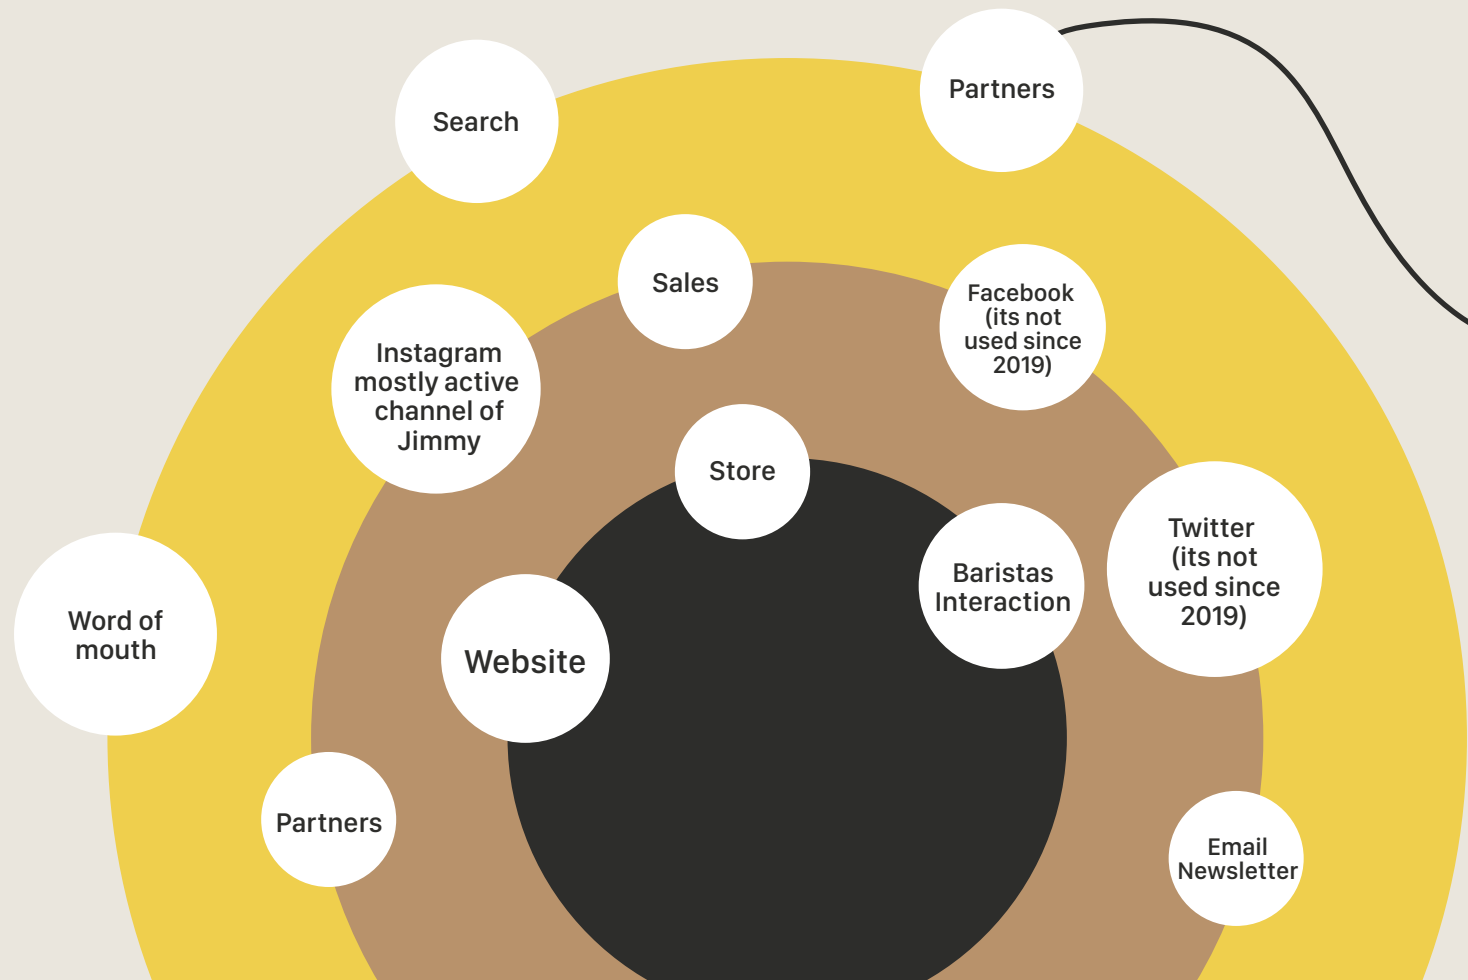 Partners
Search
Sales
Facebook
(its not
used since
2019)
Instagram
mostly active
channel of
Jimmy
Store
Twitter
(its not
used since
2019)
Baristas
Interaction
Word of
mouth
Website
Partners
Email
Newsletter